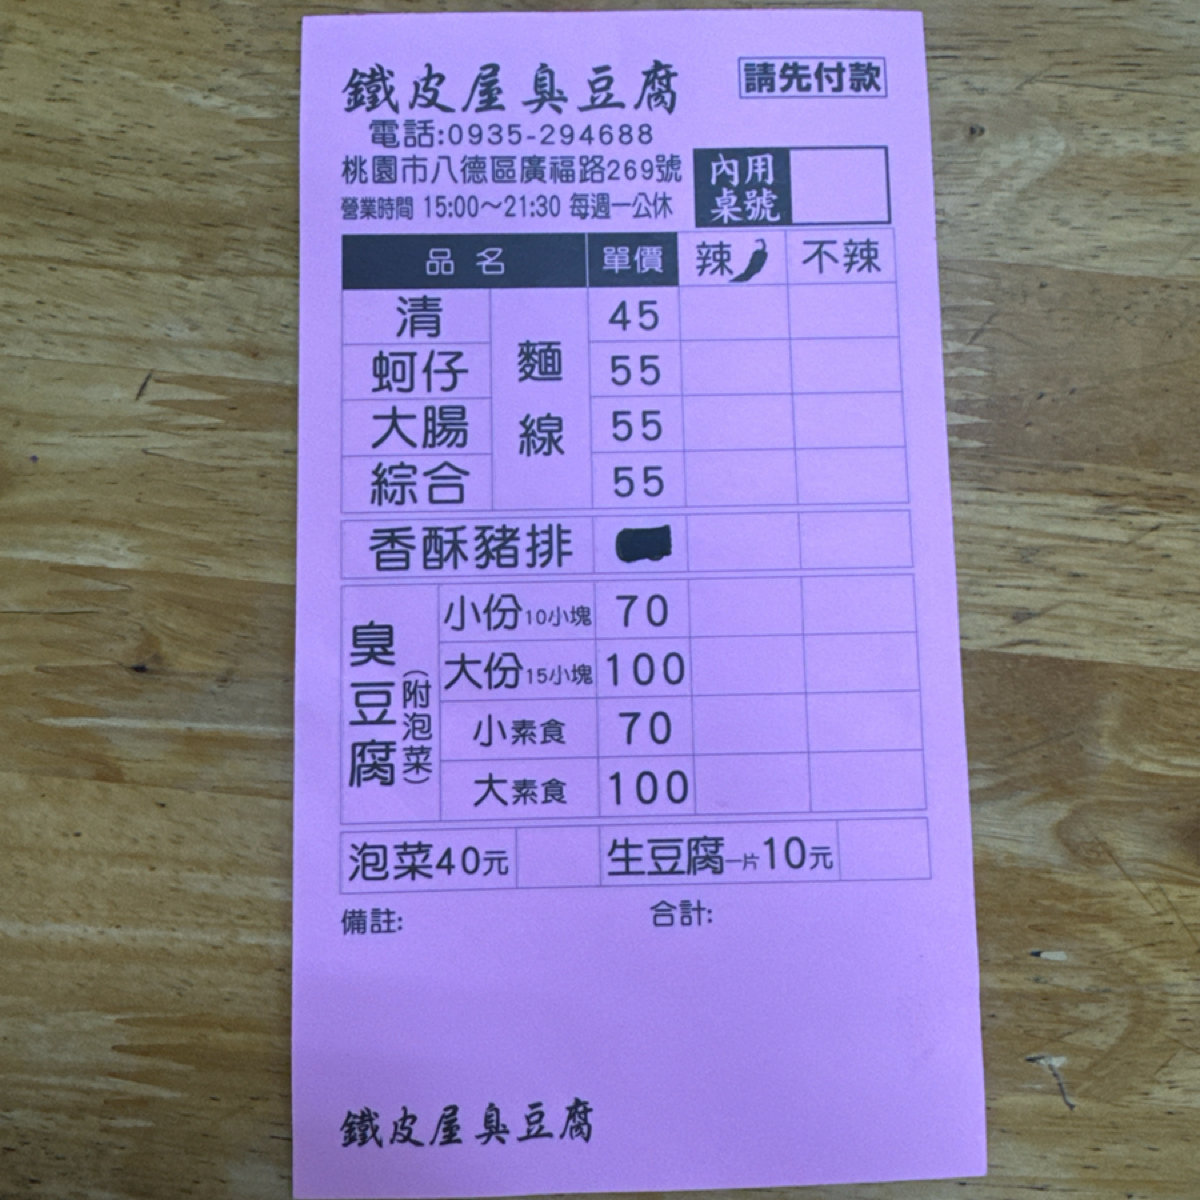 鐵皮屋臭豆腐
請先付款
電話:0935-294688
桃園市八德區廣福路269號
內用
桌號
營業時間 15:00～21:30 每週一公休
品名 單價 辣 不辣
清 45
蚵仔 55
大腸 55
綜合 55
麵線
香酥豬排
臭豆腐
(附泡菜)
小份10小塊 70
大份15小塊 100
小素食 70
大素食 100
泡菜40元 生豆腐一片10元
備註: 合計:
鐵皮屋臭豆腐